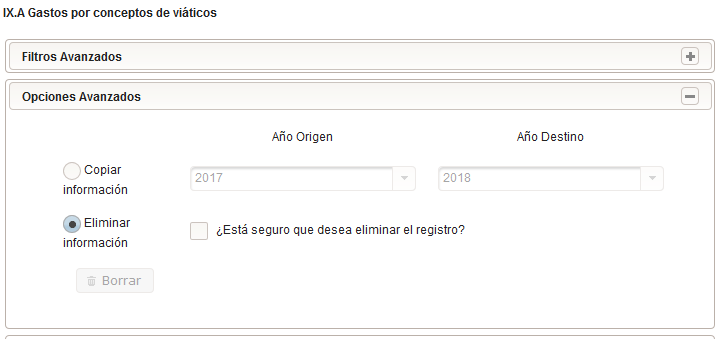 IX.A Gastos por conceptos de viáticos
Filtros Avanzados
Opciones Avanzados
Año Origen Año Destino
Copiar
información
2017 2018
Eliminar
información
¿Está seguro que desea eliminar el registro?
Borrar